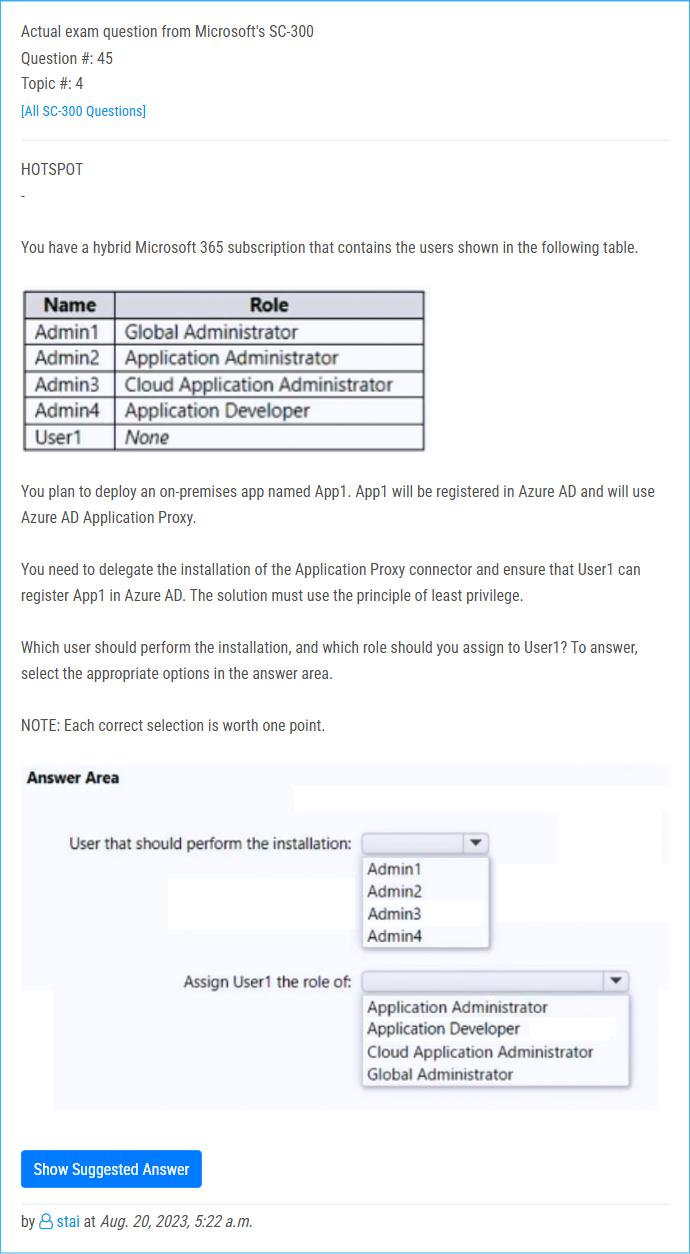 Actual exam question from Microsoft's SC-300
Question #: 45
Topic #: 4
[All SC-300 Questions]
HOTSPOT
-
You have a hybrid Microsoft 365 subscription that contains the users shown in the following table.
Name Role
Admin1 Global Administrator
Admin2 Application Administrator
Admin3 Cloud Application Administrator
Admin4 Application Developer
User1 None
You plan to deploy an on-premises app named App1. App1 will be registered in Azure AD and will use
Azure AD Application Proxy.
You need to delegate the installation of the Application Proxy connector and ensure that User1 can
register App1 in Azure AD. The solution must use the principle of least privilege.
Which user should perform the installation, and which role should you assign to User1? To answer,
select the appropriate options in the answer area.
NOTE: Each correct selection is worth one point.
Answer Area
User that should perform the installation:
Admin1
Admin2
Admin3
Admin4
Assign User1 the role of:
Application Administrator
Application Developer
Cloud Application Administrator
Global Administrator
Show Suggested Answer
by stai at Aug. 20, 2023, 5:22 a.m.